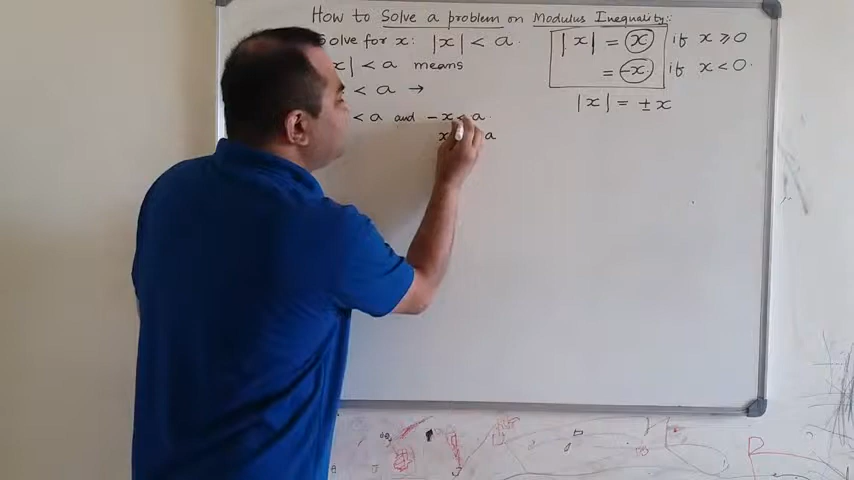 How to Solve a problem on Modulus Inequality:
Solve for x: |x| < a.
x| < a means
< a →
< a and -x < a.
x a
|x| = x if x ⩾ 0
= -x. if x < 0.
|x| = ± x